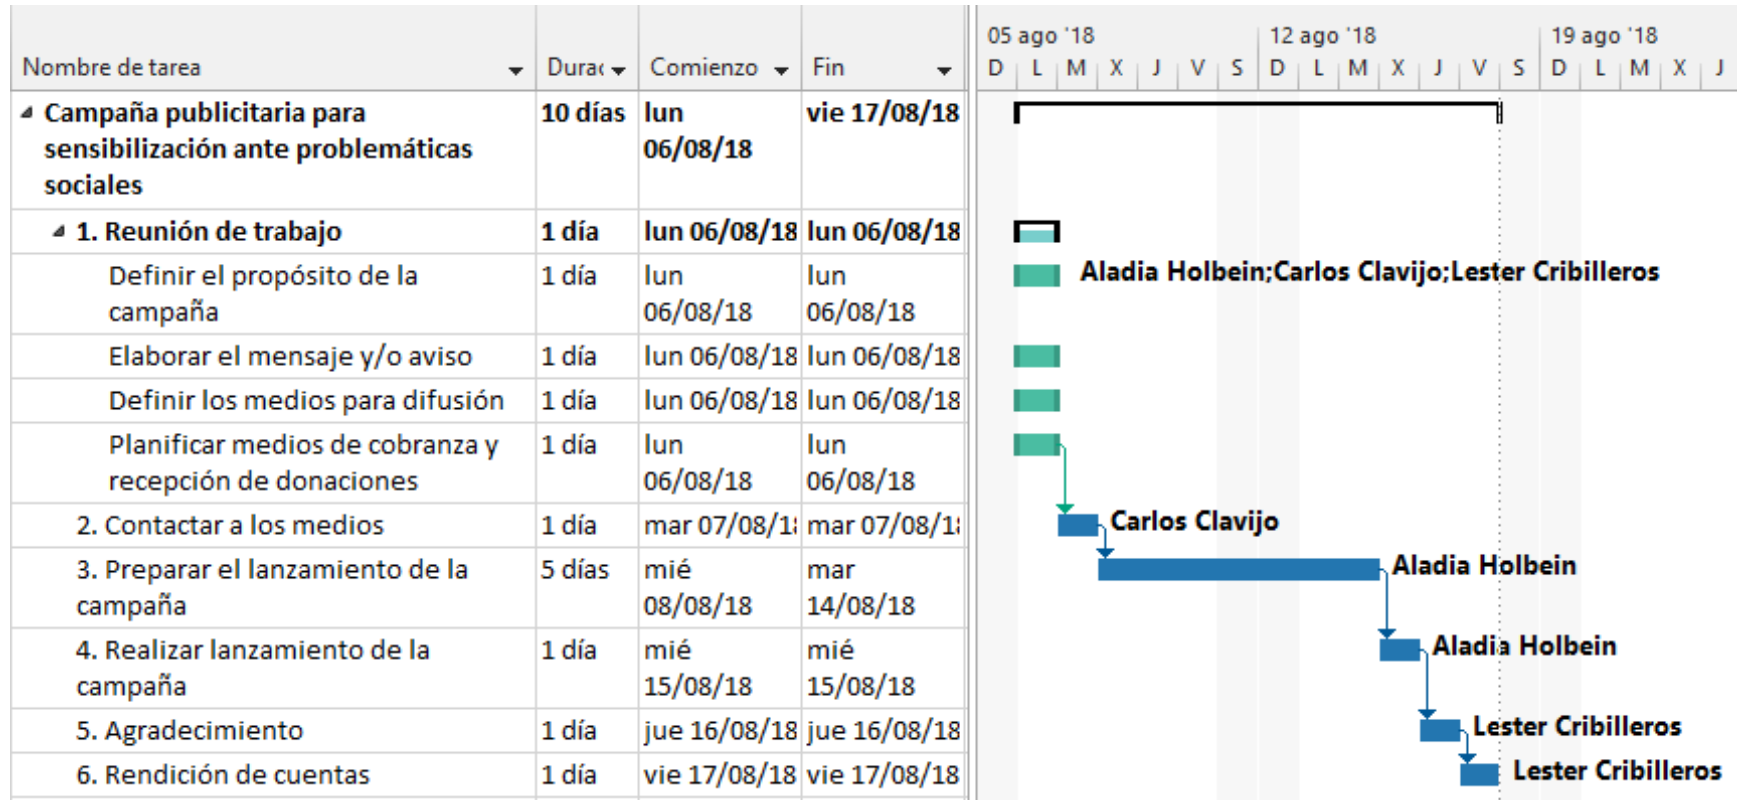 05 ago '18 12 ago '18 19 ago '18
Nombre de tarea Durac Comienzo Fin D L M X J V S D L M X J V S D L M X J
Campaña publicitaria para 10 días lun vie 17/08/18
sensibilización ante problemáticas 06/08/18
sociales
1. Reunión de trabajo 1 día lun 06/08/18 lun 06/08/18
Definir el propósito de la 1 día lun lun Aladia Holbein;Carlos Clavijo;Lester Cribilleros
campaña 06/08/18 06/08/18
Elaborar el mensaje y/o aviso 1 día lun 06/08/18 lun 06/08/18
Definir los medios para difusión 1 día lun 06/08/18 lun 06/08/18
Planificar medios de cobranza y 1 día lun lun
recepción de donaciones 06/08/18 06/08/18
2. Contactar a los medios 1 día mar 07/08/18 mar 07/08/18 Carlos Clavijo
3. Preparar el lanzamiento de la 5 días mié mar Aladia Holbein
campaña 08/08/18 14/08/18
4. Realizar lanzamiento de la 1 día mié mié Aladia Holbein
campaña 15/08/18 15/08/18
5. Agradecimiento 1 día jue 16/08/18 jue 16/08/18 Lester Cribilleros
6. Rendición de cuentas 1 día vie 17/08/18 vie 17/08/18 Lester Cribilleros